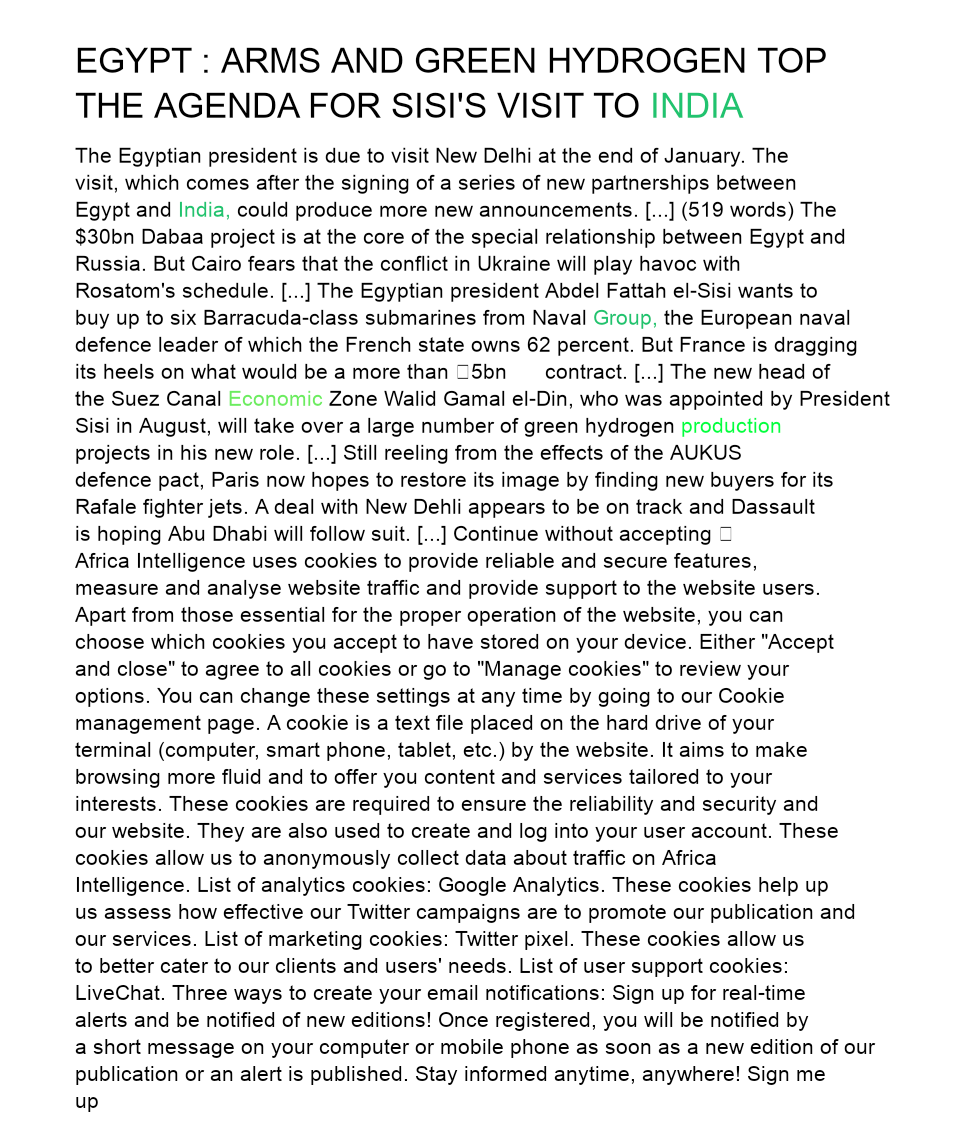 EGYPT : ARMS AND GREEN HYDROGEN TOP
THE AGENDA FOR SISI'S VISIT TO INDIA
The Egyptian president is due to visit New Delhi at the end of January. The
visit, which comes after the signing of a series of new partnerships between
Egypt and India, could produce more new announcements. [...] (519 words) The
$30bn Dabaa project is at the core of the special relationship between Egypt and
Russia. But Cairo fears that the conflict in Ukraine will play havoc with
Rosatom's schedule. [...] The Egyptian president Abdel Fattah el-Sisi wants to
buy up to six Barracuda-class submarines from Naval Group, the European naval
defence leader of which the French state owns 62 percent. But France is dragging
its heels on what would be a more than □5bn contract. [...] The new head of
the Suez Canal Economic Zone Walid Gamal el-Din, who was appointed by President
Sisi in August, will take over a large number of green hydrogen production
projects in his new role. [...] Still reeling from the effects of the AUKUS
defence pact, Paris now hopes to restore its image by finding new buyers for its
Rafale fighter jets. A deal with New Dehli appears to be on track and Dassault
is hoping Abu Dhabi will follow suit. [...] Continue without accepting □
Africa Intelligence uses cookies to provide reliable and secure features,
measure and analyse website traffic and provide support to the website users.
Apart from those essential for the proper operation of the website, you can
choose which cookies you accept to have stored on your device. Either "Accept
and close" to agree to all cookies or go to "Manage cookies" to review your
options. You can change these settings at any time by going to our Cookie
management page. A cookie is a text file placed on the hard drive of your
terminal (computer, smart phone, tablet, etc.) by the website. It aims to make
browsing more fluid and to offer you content and services tailored to your
interests. These cookies are required to ensure the reliability and security and
our website. They are also used to create and log into your user account. These
cookies allow us to anonymously collect data about traffic on Africa
Intelligence. List of analytics cookies: Google Analytics. These cookies help up
us assess how effective our Twitter campaigns are to promote our publication and
our services. List of marketing cookies: Twitter pixel. These cookies allow us
to better cater to our clients and users' needs. List of user support cookies:
LiveChat. Three ways to create your email notifications: Sign up for real-time
alerts and be notified of new editions! Once registered, you will be notified by
a short message on your computer or mobile phone as soon as a new edition of our
publication or an alert is published. Stay informed anytime, anywhere! Sign me
up